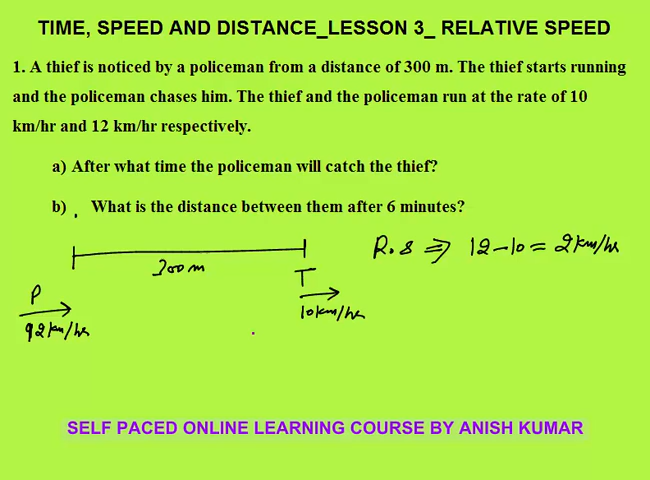 TIME, SPEED AND DISTANCE_LESSON 3_ RELATIVE SPEED
1. A thief is noticed by a policeman from a distance of 300 m. The thief starts running
and the policeman chases him. The thief and the policeman run at the rate of 10
km/hr and 12 km/hr respectively.
a) After what time the policeman will catch the thief?
b) . What is the distance between them after 6 minutes?
R.S ⇒ 12-10 = 2km/hr
300 m
P
T
92 km/hr
10km/hr
SELF PACED ONLINE LEARNING COURSE BY ANISH KUMAR